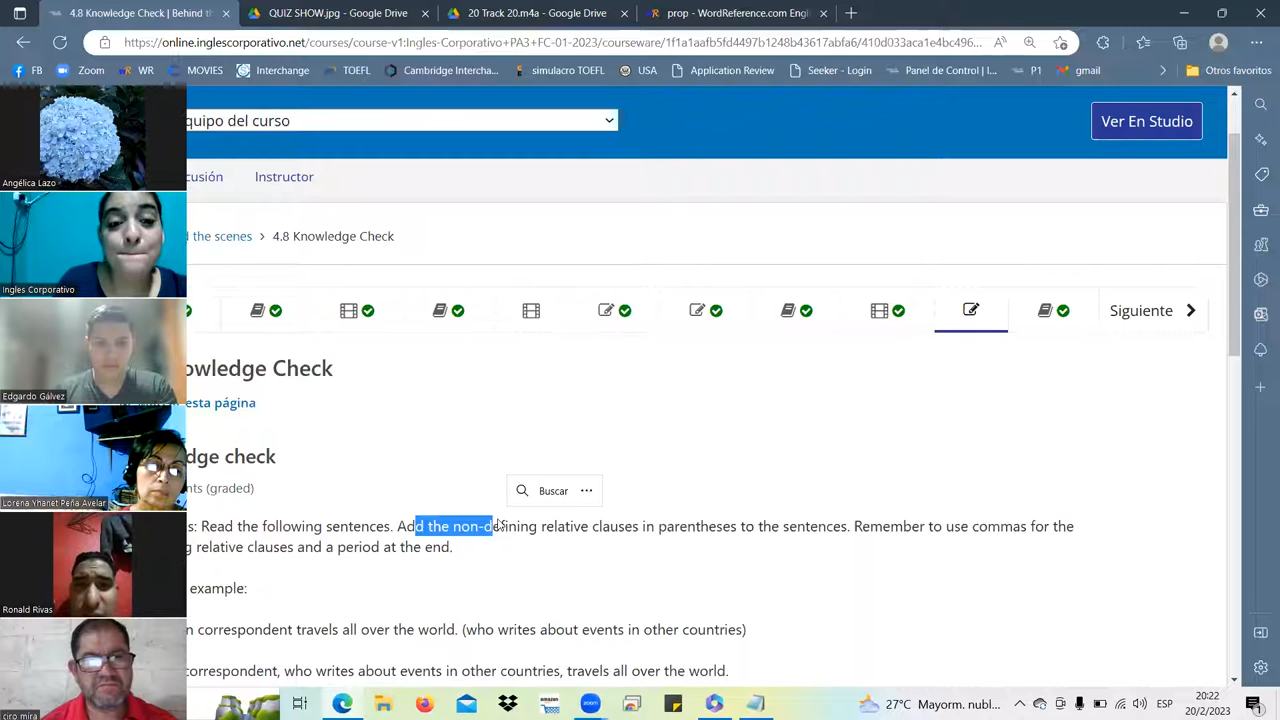 4.8 Knowledge Check | Behind t
QUIZ SHOW.jpg - Google Drive
20 Track 20.m4a - Google Drive
prop - WordReference.com Engl
https://online.inglescorporativo.net/courses/course-v1:Ingles-Corporativo+PA3+FC-01-2023/courseware/1f1a1aafb5fd4497b1248b43617abfa6/410d033aca1e4bc496...
FB
Zoom
WR
MOVIES
Interchange
TOEFL
Cambridge Interch...
simulacro TOEFL
USA
Application Review
Seeker - Login
Panel de Control | I...
P1
gmail
Otros favoritos
quipo del curso
Ver En Studio
cusión
Instructor
d the scenes > 4.8 Knowledge Check
Siguiente
owledge Check
esta página
dge check
nts (graded)
Buscar ...
s: Read the following sentences. Add the non-defining relative clauses in parentheses to the sentences. Remember to use commas for the
g relative clauses and a period at the end.
example:
n correspondent travels all over the world. (who writes about events in other countries)
correspondent, who writes about events in other countries, travels all over the world.
Angélica Lazo
Ingles Corporativo
Edgardo Gálvez
Lorena Yhanet Peña Avelar
Ronald Rivas
ciro mira
27°C Mayorm. nubl...
20:22
20/2/2023